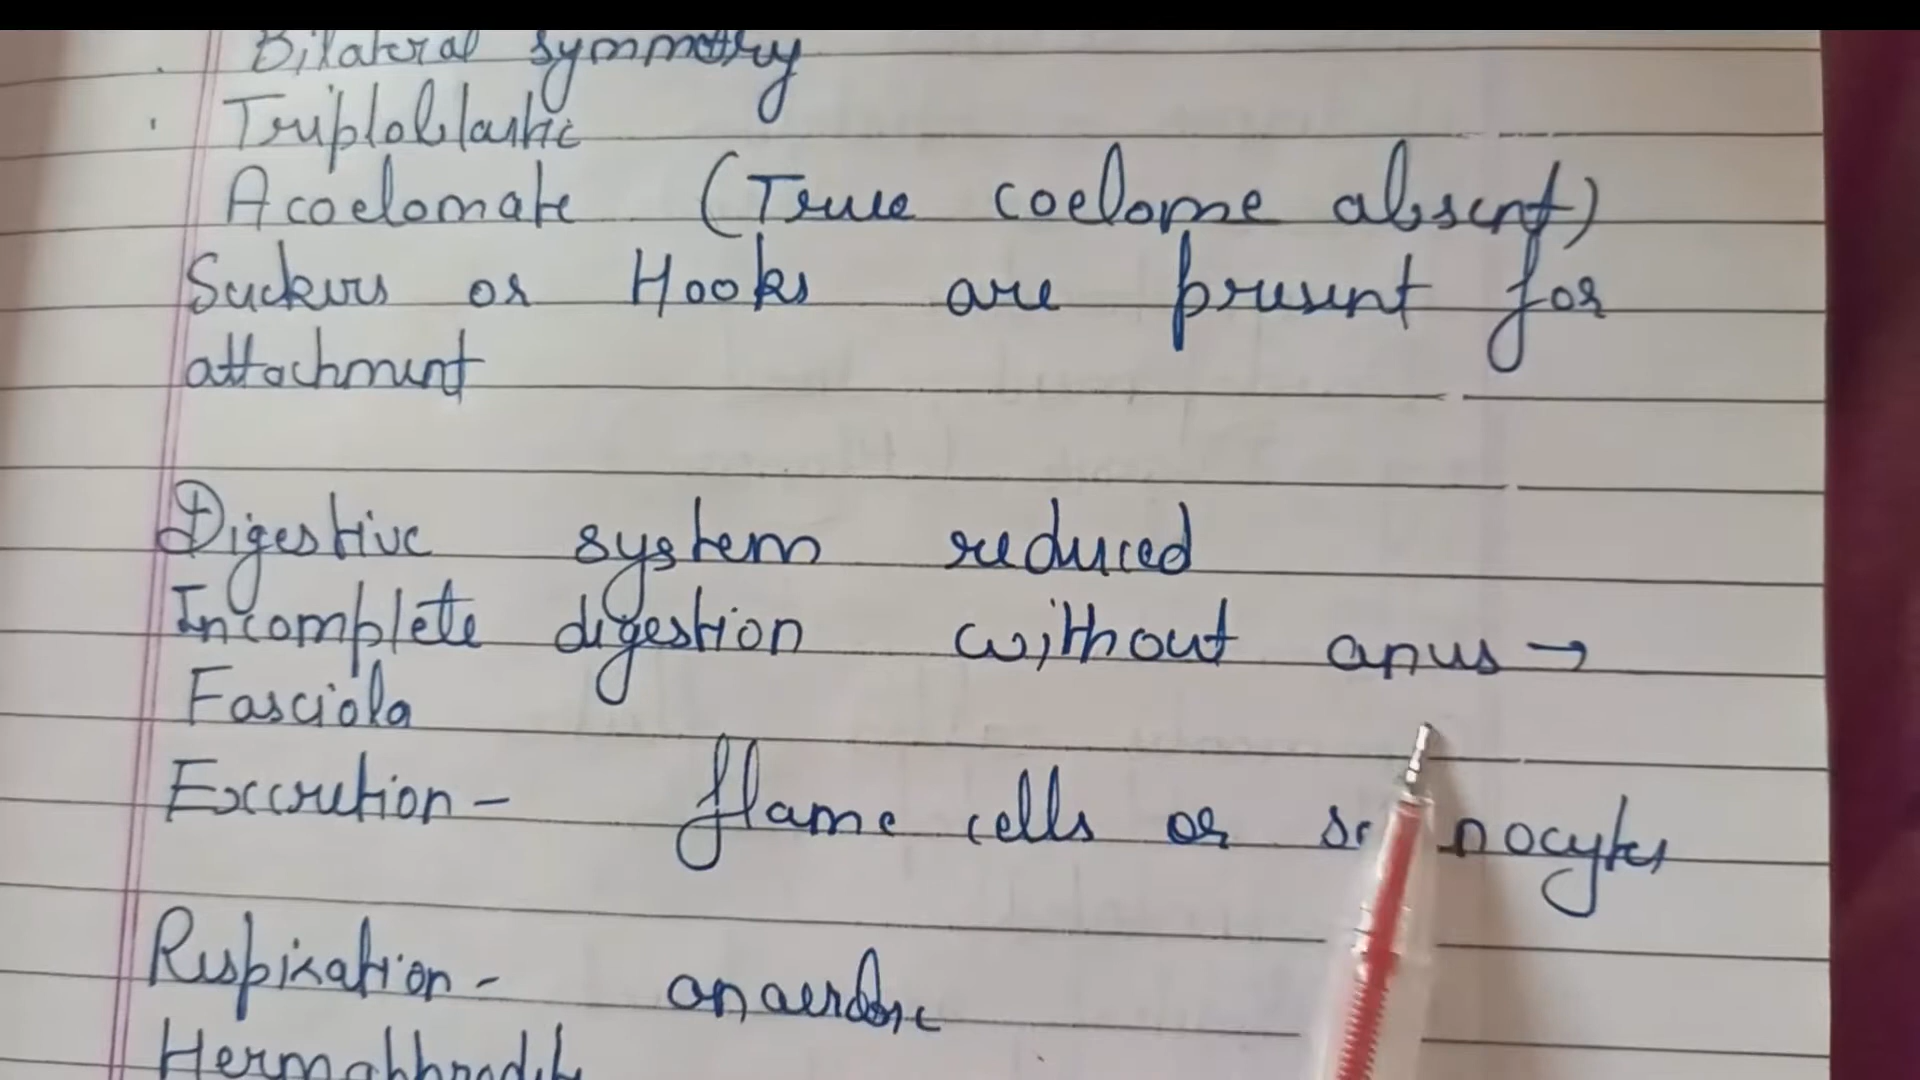 Bilateral symmetry
Triploblastic
Acoelomate (True coelome absent)
Suckers or Hooks are present for
attachment
Digestive system reduced
Incomplete digestion without anus →
Fasciola
Excretion - flame cells or
Respiration - anaerobic